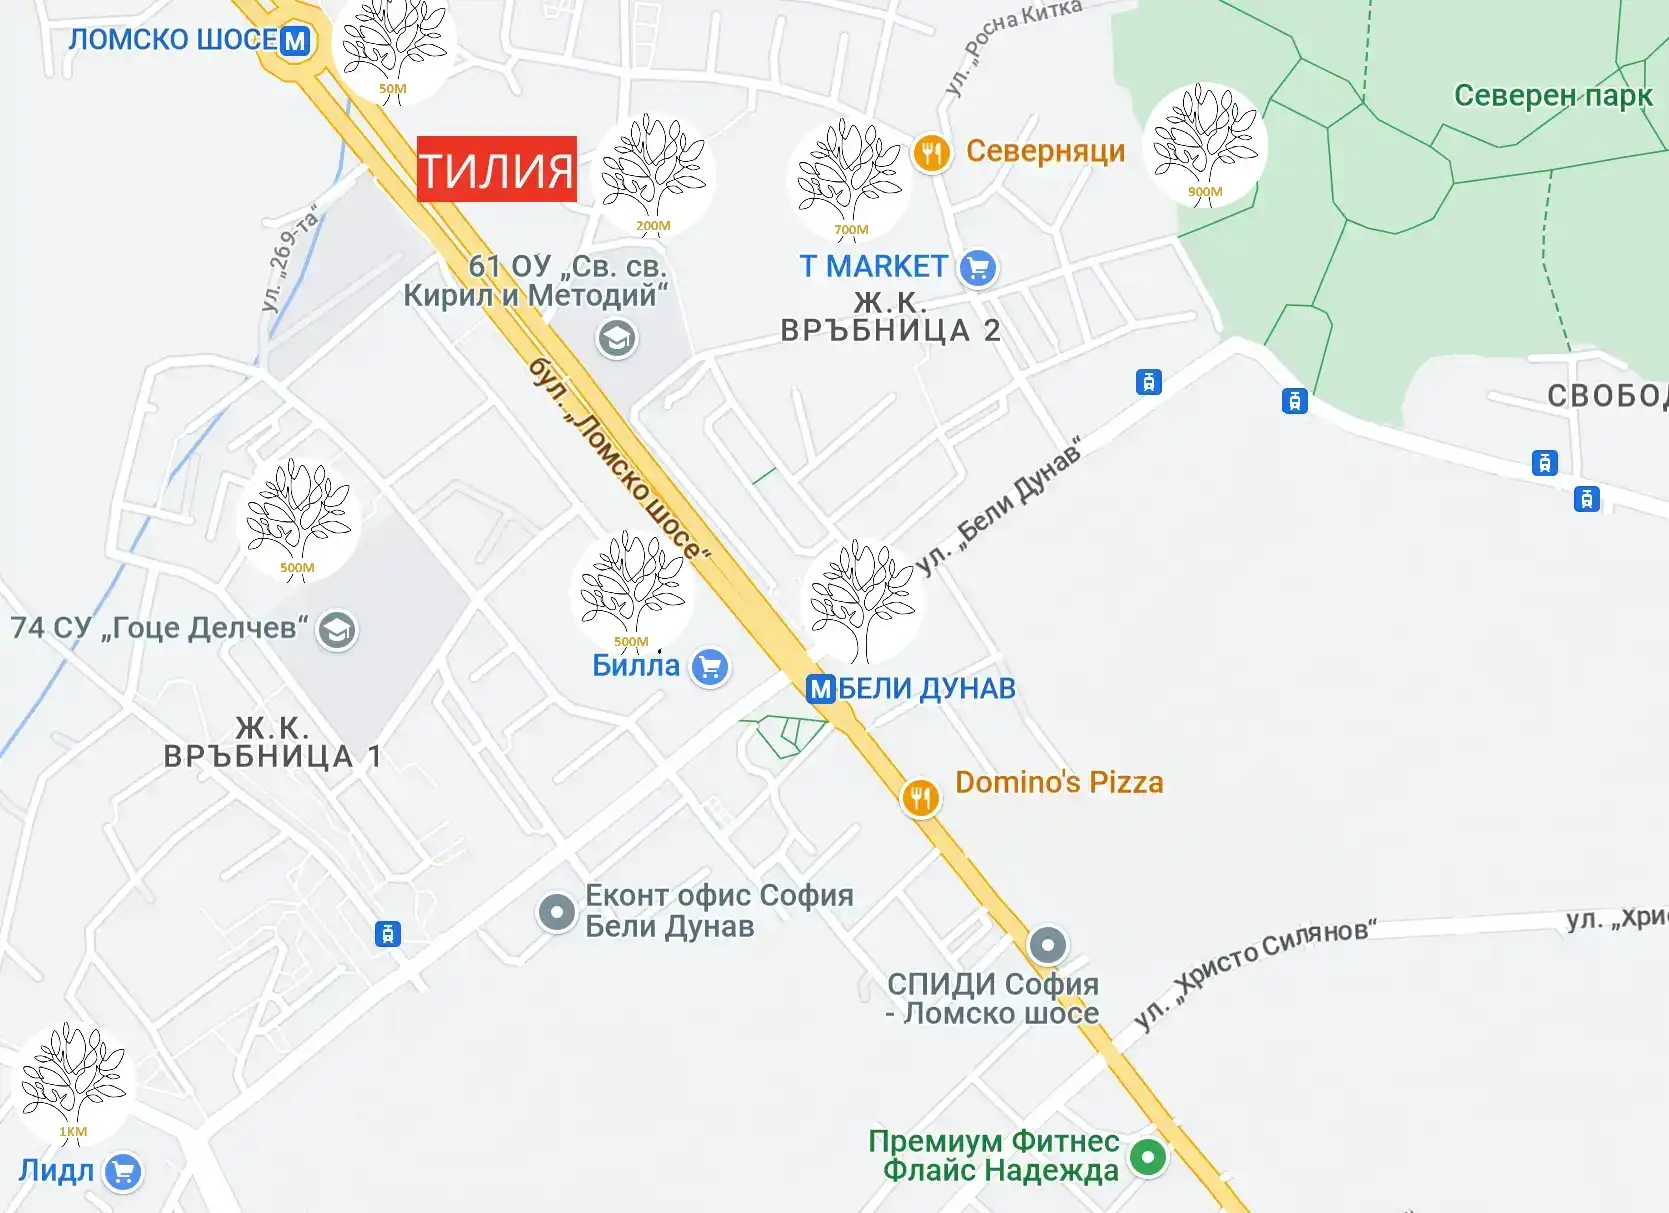 ул. „Росна Китка
ЛОМСКО ШОСЕ
M
50M
Северен парк
ТИЛИЯ
Северняци
900M
200M
700M
ул. „269-та“
61 ОУ „Св. св.
Кирил и Методий“
T MARKET
Ж.К.
ВРЪБНИЦА 2
бул. „Ломско шосе“
СВОБОД
ул. „Бели Дунав“
500M
74 СУ „Гоце Делчев“
500M
Билла
M
БЕЛИ ДУНАВ
Ж.К.
ВРЪБНИЦА 1
Domino's Pizza
Еконт офис София
Бели Дунав
ул. „Христо Силянов“
ул. „Хри
СПИДИ София
- Ломско шосе
1KM
Лидл
Премиум Фитнес
Флайс Надежда